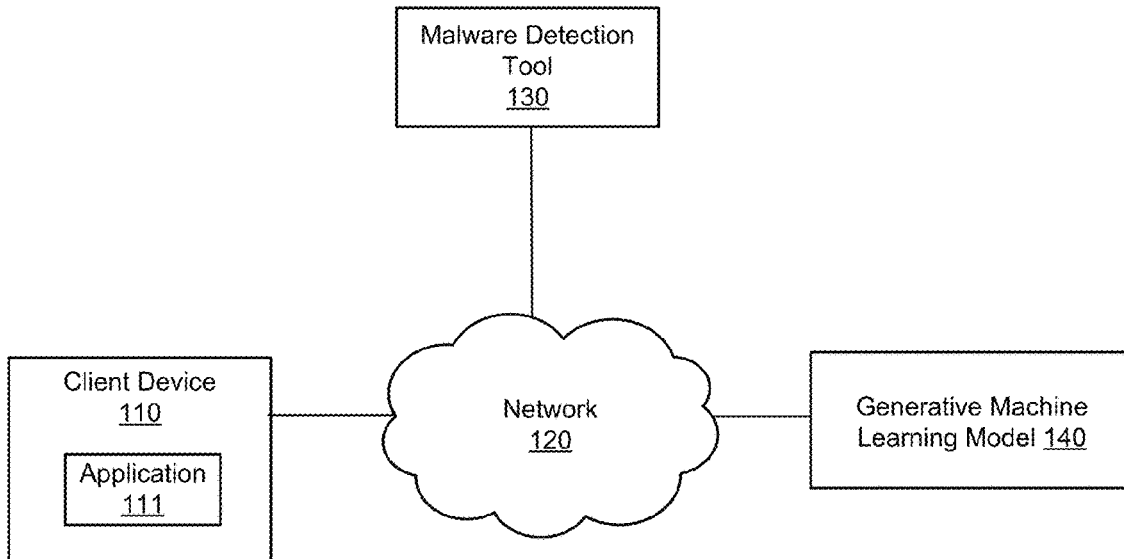 Malware Detection
Tool
130
Client Device
110
Application
111
Network
120
Generative Machine
Learning Model 140